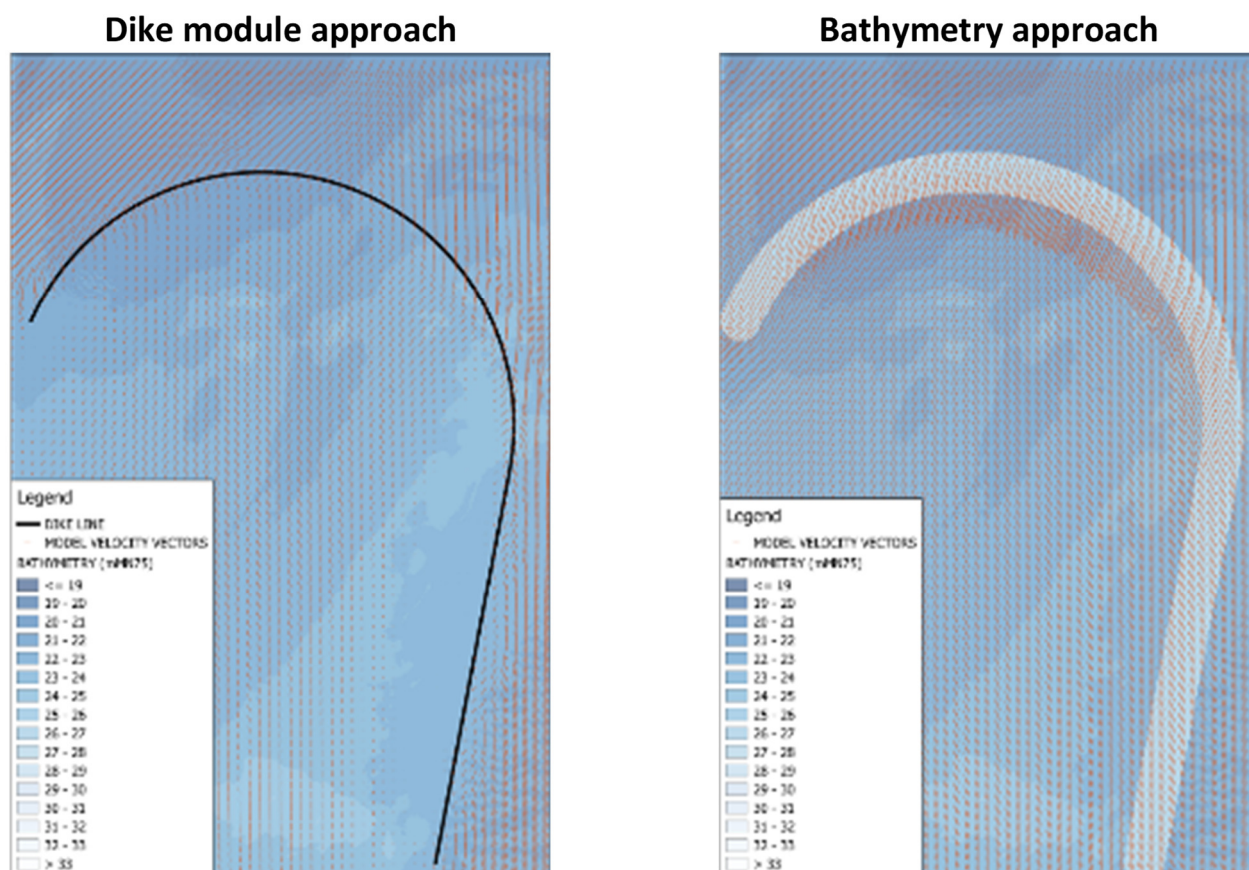 Dike module approach
Bathymetry approach
Legend
DIKE LINE
MODEL VELOCITY VECTORS
BATHYMETRY (mMN75)
<= 19
19 - 20
20 - 21
21 - 22
22 - 23
23 - 24
24 - 25
25 - 26
26 - 27
27 - 28
28 - 29
29 - 30
30 - 31
31 - 32
32 - 33
> 33
Legend
MODEL VELOCITY VECTORS
BATHYMETRY (mMN75)
<= 19
19 - 20
20 - 21
21 - 22
22 - 23
23 - 24
24 - 25
25 - 26
26 - 27
27 - 28
28 - 29
29 - 30
30 - 31
31 - 32
32 - 33
> 33